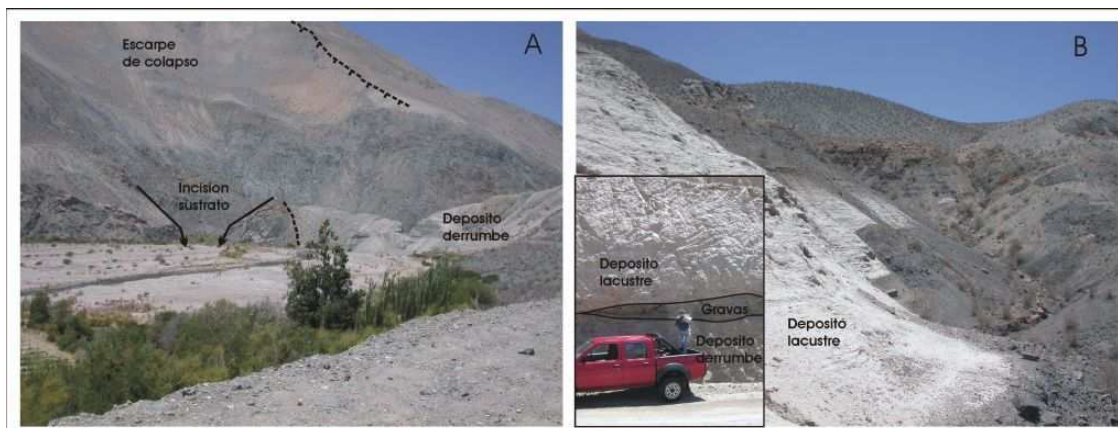 A
Escarpe
de colapso
Incision
sustrato
Deposito
derrumbe
B
Deposito
lacustre
Gravas
Deposito
derrumbe
Deposito
lacustre